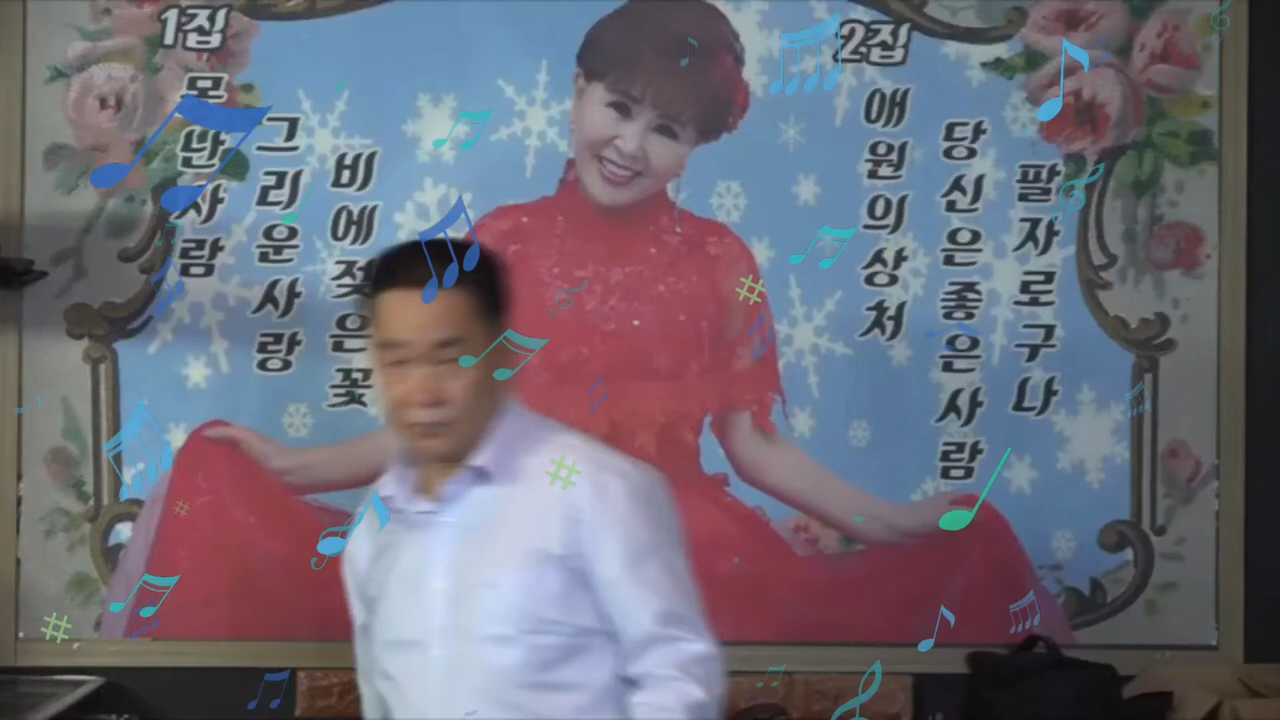 1집
못난사람
그리운사랑
비에젖은꽃
2집
애원의상처
당신은좋은사람
팔자로구나